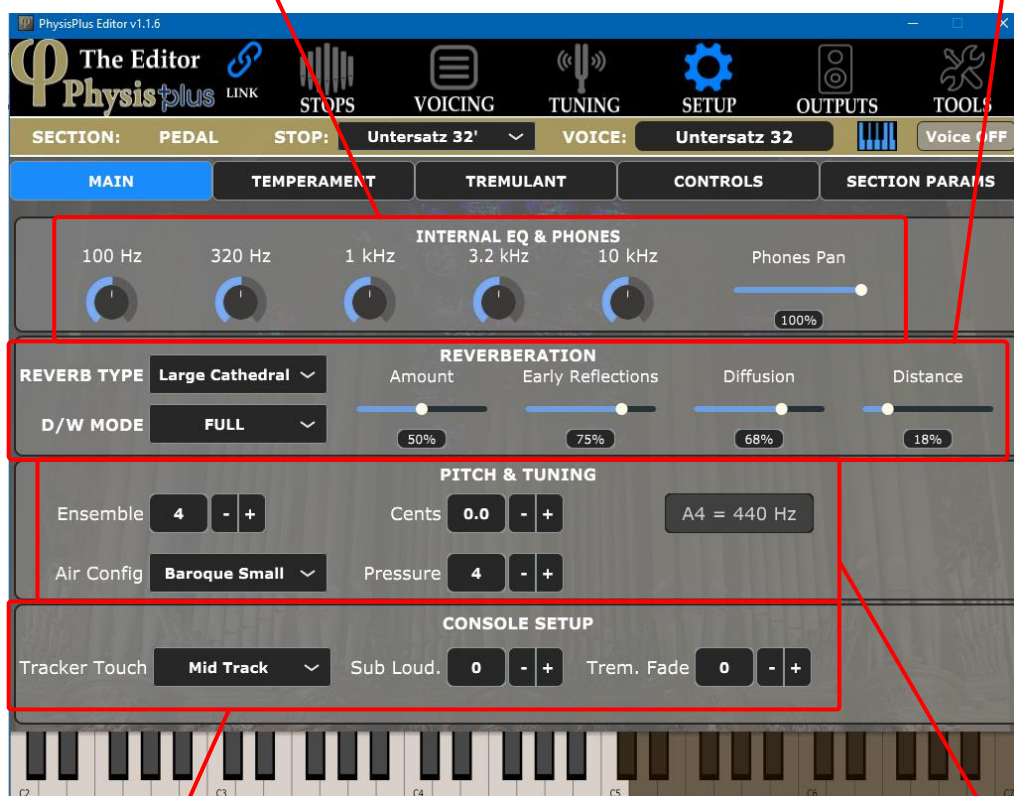 PhysisPlus Editor v1.1.6
The Editor
Physis plus
LINK
STOPS
VOICING
TUNING
SETUP
OUTPUTS
TOOLS
SECTION: PEDAL STOP: Untersatz 32' VOICE: Untersatz 32 Voice OFF
MAIN TEMPERAMENT TREMULANT CONTROLS SECTION PARAMS
INTERNAL EQ & PHONES
100 Hz 320 Hz 1 kHz 3.2 kHz 10 kHz Phones Pan
100%
REVERBERATION
REVERB TYPE Large Cathedral Amount Early Reflections Diffusion Distance
D/W MODE FULL 50% 75% 68% 18%
PITCH & TUNING
Ensemble 4 - + Cents 0.0 - + A4 = 440 Hz
Air Config Baroque Small Pressure 4 - +
CONSOLE SETUP
Tracker Touch Mid Track Sub Loud. 0 - + Trem. Fade 0 - +
C2 C3 C4 C5 C6 C7